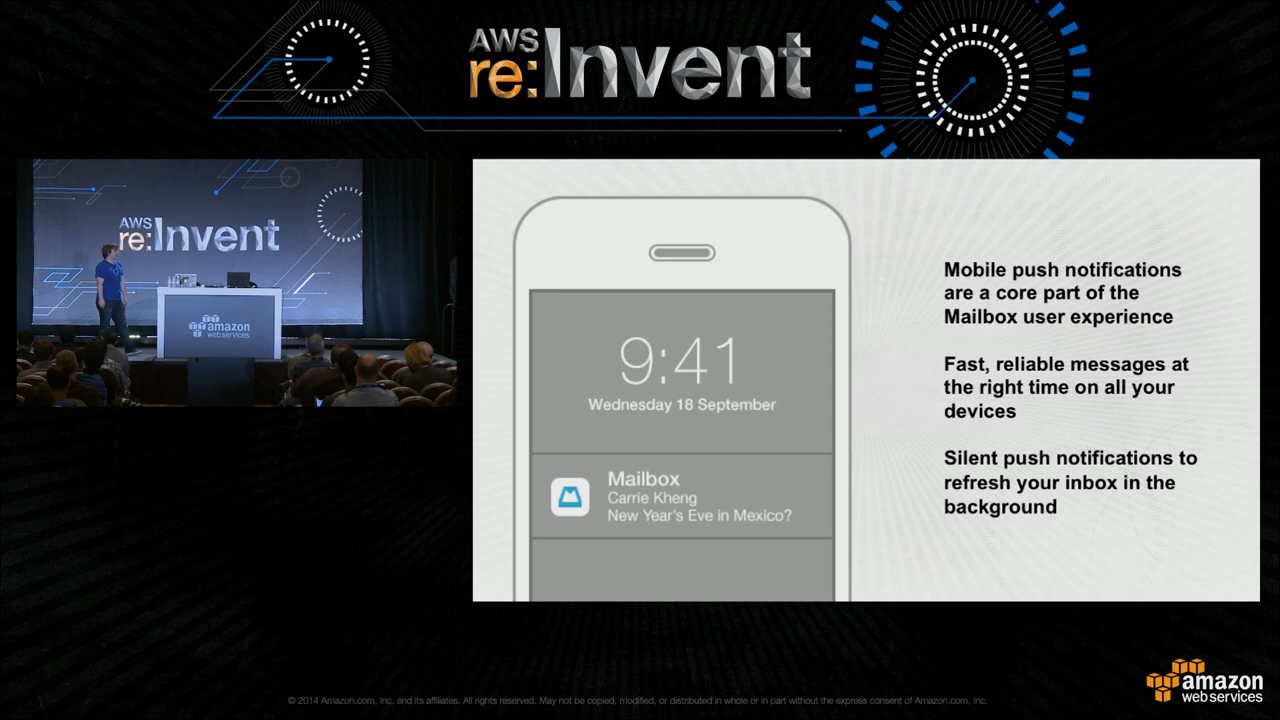 AWS
re:Invent
AWS
re:Invent
amazon
web services
9:41
Wednesday 18 September
Mailbox
Carrie Kheng
New Year's Eve in Mexico?
Mobile push notifications
are a core part of the
Mailbox user experience
Fast, reliable messages at
the right time on all your
devices
Silent push notifications to
refresh your inbox in the
background
amazon
web services
© 2014 Amazon.com, Inc. and its affiliates. All rights reserved. May not be copied, modified, or distributed in whole or in part without the express consent of Amazon.com, Inc.